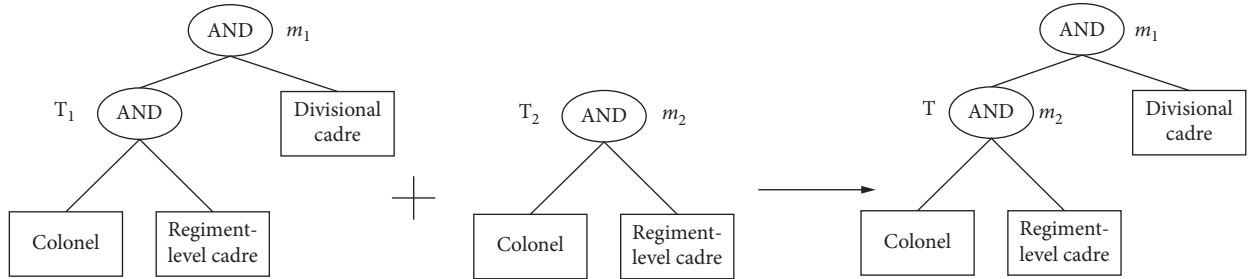 AND m₁
T₁ AND
Divisional
cadre
Colonel
Regiment-
level cadre
T₂ AND m₂
Colonel
Regiment-
level cadre
AND m₁
T AND m₂
Divisional
cadre
Colonel
Regiment-
level cadre